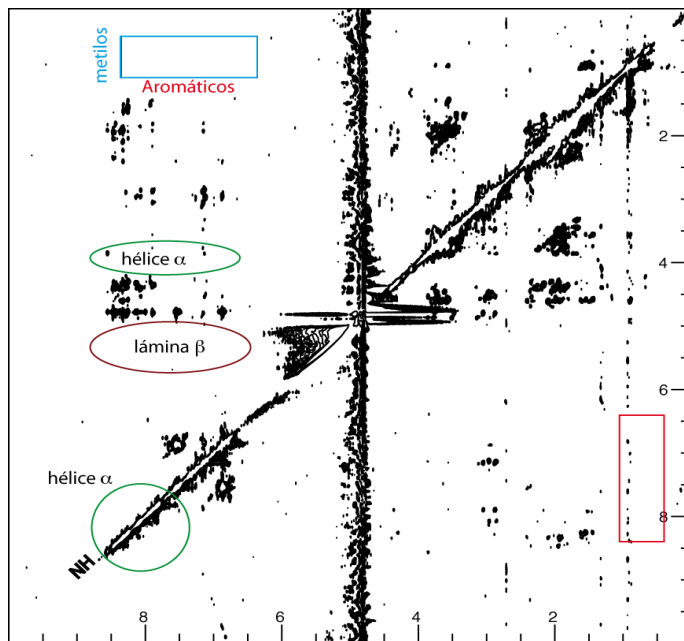 metilos
Aromáticos
2
hélice α
4
lámina β
6
hélice α
8
NH
8
6
4
2